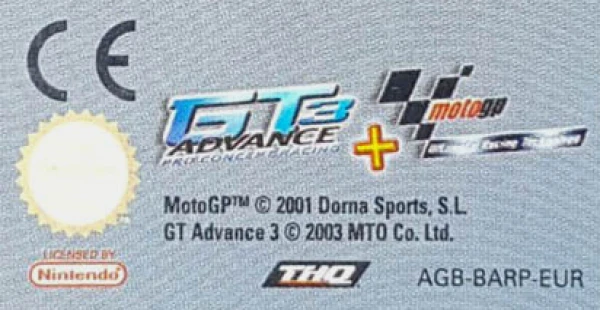 CE
GT3
ADVANCE
PRO CONCEPT RACING
+
motogp
MotoGP™ © 2001 Dorna Sports, S.L.
GT Advance 3 © 2003 MTO Co. Ltd.
LICENSED BY
Nintendo
THQ
AGB-BARP-EUR